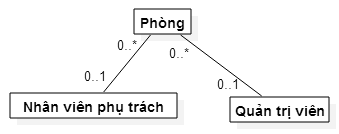 Phòng
0..*
0..*
0..1
0..1
Nhân viên phụ trách
Quản trị viên